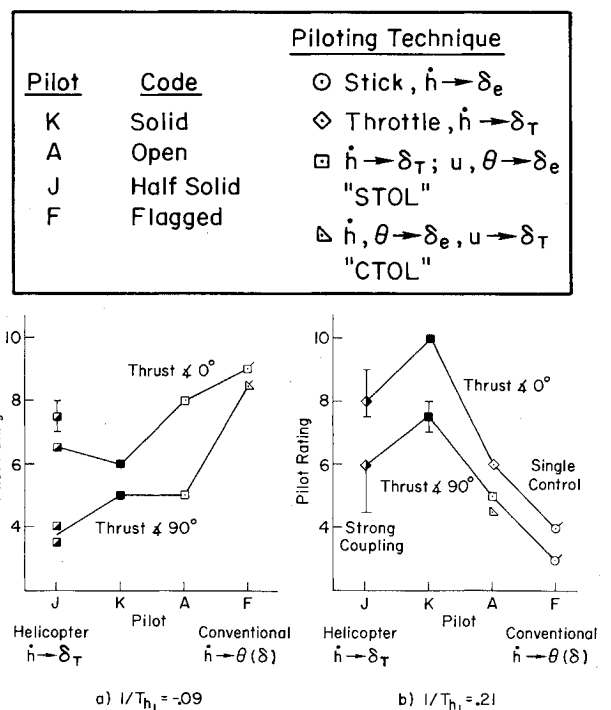 Piloting Technique
Pilot Code
K Solid
A Open
J Half Solid
F Flagged
Stick, ḣ→δe
Throttle, ḣ→δT
ḣ→δT; u, θ→δe
"STOL"
ḣ, θ→δe, u→δT
"CTOL"
10
8
6
4
Thrust ∡ 0°
Thrust ∡ 90°
J K A F
Pilot
Helicopter
ḣ→δT
Conventional
ḣ→θ(δ)
a) 1/Th1 = -.09
Pilot Rating
10
8
6
4
Thrust ∡ 0°
Thrust ∡ 90°
Single
Control
Strong
Coupling
J K A F
Pilot
Helicopter
ḣ→δT
Conventional
ḣ→θ(δ)
b) 1/Th1 = .21